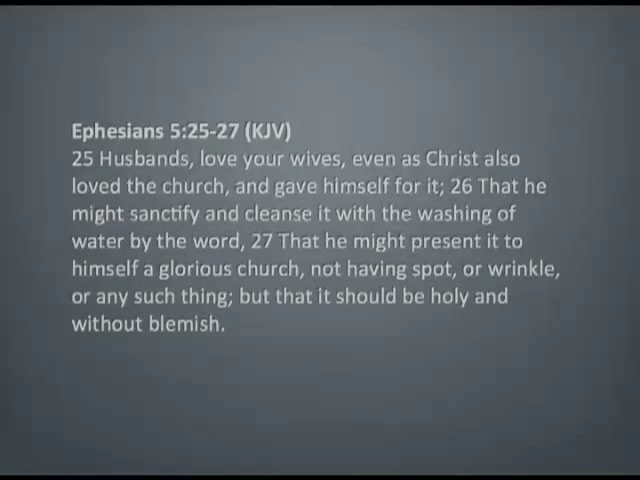 Ephesians 5:25-27 (KJV)
25 Husbands, love your wives, even as Christ also
loved the church, and gave himself for it; 26 That he
might sanctify and cleanse it with the washing of
water by the word, 27 That he might present it to
himself a glorious church, not having spot, or wrinkle,
or any such thing; but that it should be holy and
without blemish.